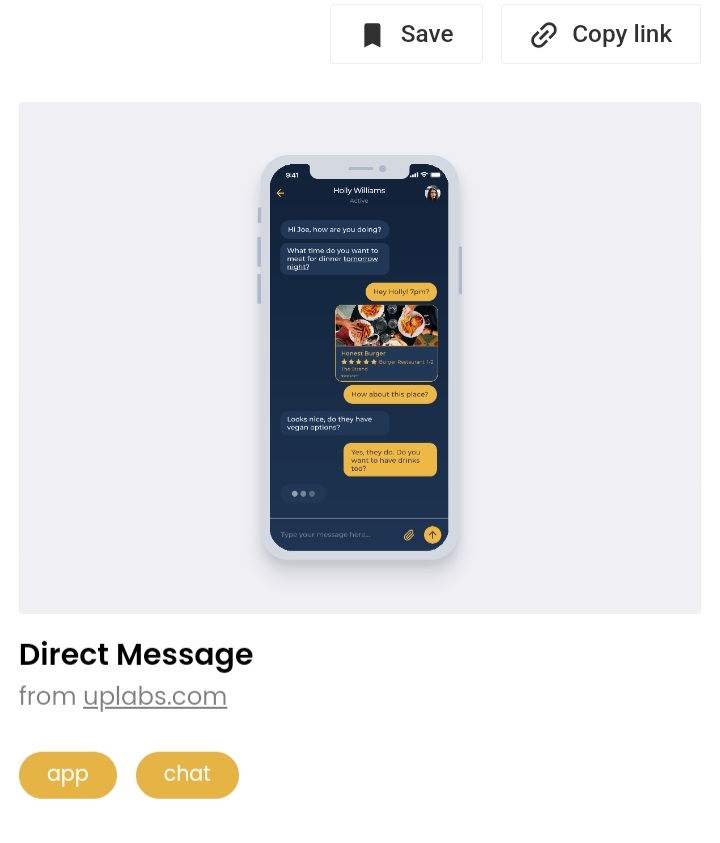 Save
Copy link
9:41
Holly Williams
Active
Hi Joe, how are you doing?
What time do you want to
meet for dinner tomorrow
night?
Hey Holly! 7pm?
Honest Burger
Burger Restaurant 1-2
The Strand
How about this place?
Looks nice, do they have
vegan options?
Yes, they do. Do you
want to have drinks
too?
Type your message here...
Direct Message
from uplabs.com
app
chat